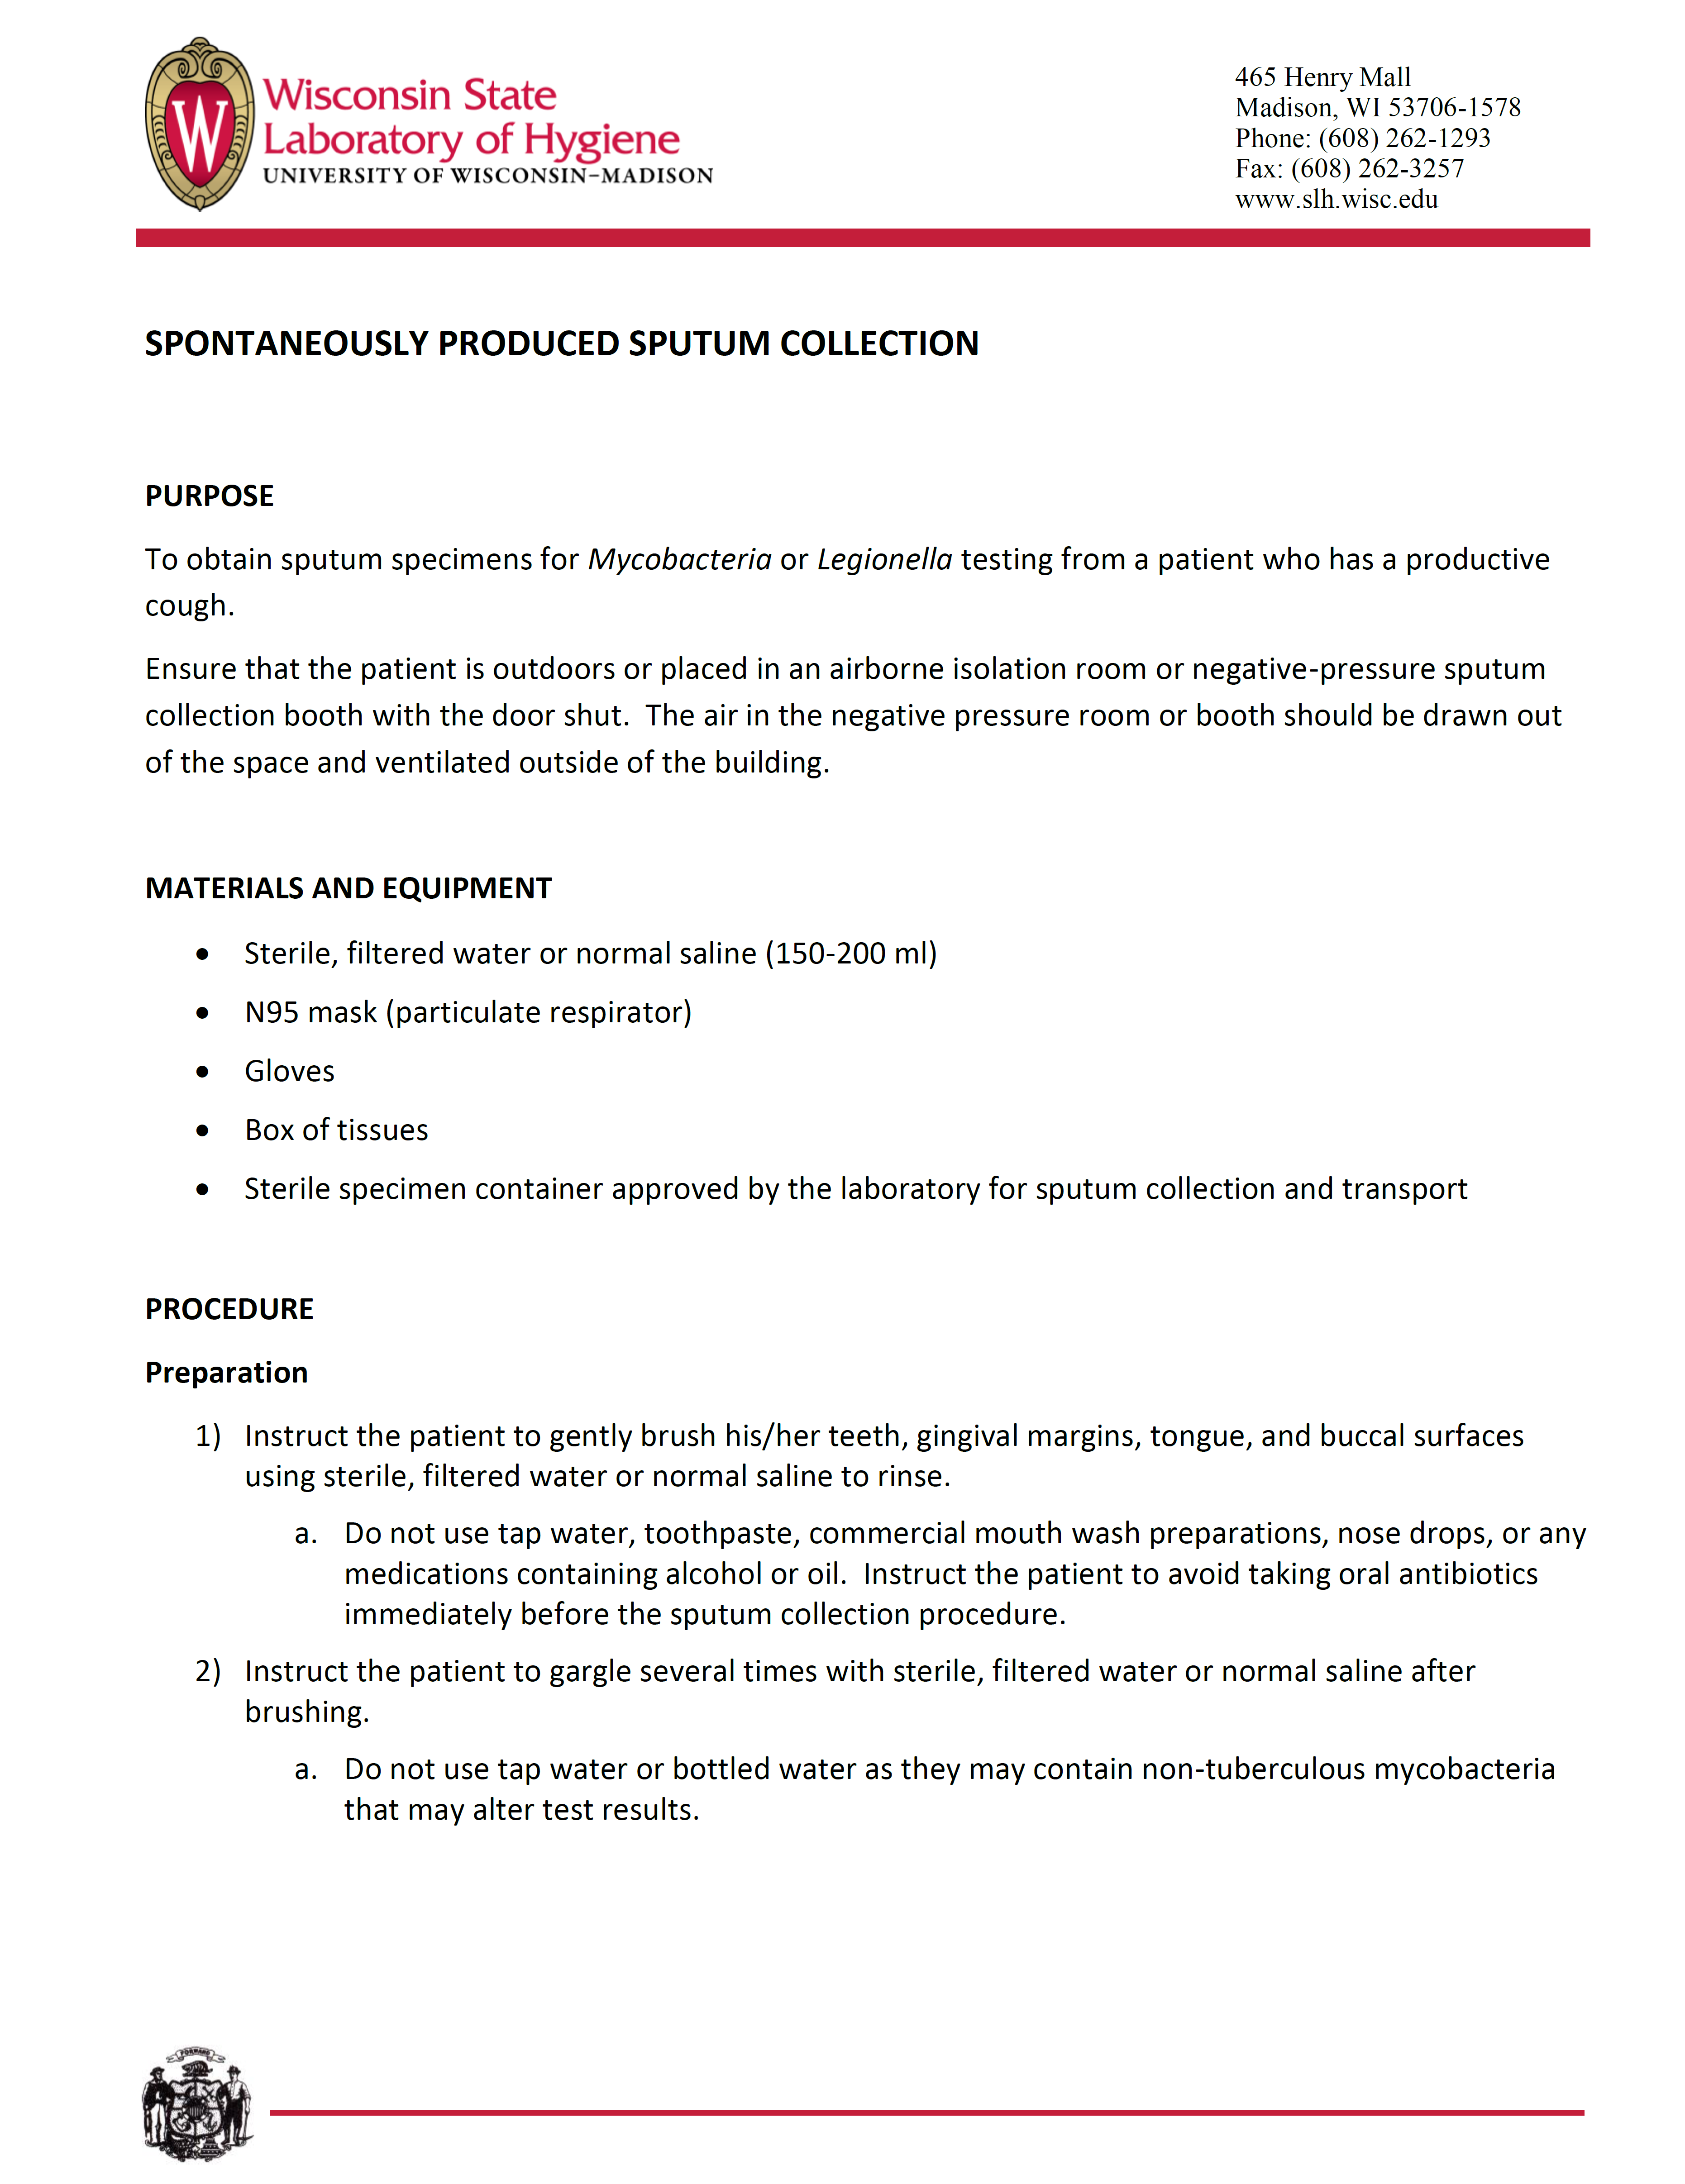 Wisconsin State
Laboratory of Hygiene
UNIVERSITY OF WISCONSIN–MADISON
W
465 Henry Mall
Madison, WI 53706-1578
Phone: (608) 262-1293
Fax: (608) 262-3257
www.slh.wisc.edu
SPONTANEOUSLY PRODUCED SPUTUM COLLECTION
PURPOSE
To obtain sputum specimens for Mycobacteria or Legionella testing from a patient who has a productive
cough.
Ensure that the patient is outdoors or placed in an airborne isolation room or negative-pressure sputum
collection booth with the door shut.  The air in the negative pressure room or booth should be drawn out
of the space and ventilated outside of the building.
MATERIALS AND EQUIPMENT
• Sterile, filtered water or normal saline (150-200 ml)
• N95 mask (particulate respirator)
• Gloves
• Box of tissues
• Sterile specimen container approved by the laboratory for sputum collection and transport
PROCEDURE
Preparation
1) Instruct the patient to gently brush his/her teeth, gingival margins, tongue, and buccal surfaces
using sterile, filtered water or normal saline to rinse.
a. Do not use tap water, toothpaste, commercial mouth wash preparations, nose drops, or any
medications containing alcohol or oil.  Instruct the patient to avoid taking oral antibiotics
immediately before the sputum collection procedure.
2) Instruct the patient to gargle several times with sterile, filtered water or normal saline after
brushing.
a. Do not use tap water or bottled water as they may contain non-tuberculous mycobacteria
that may alter test results.
FORWARD